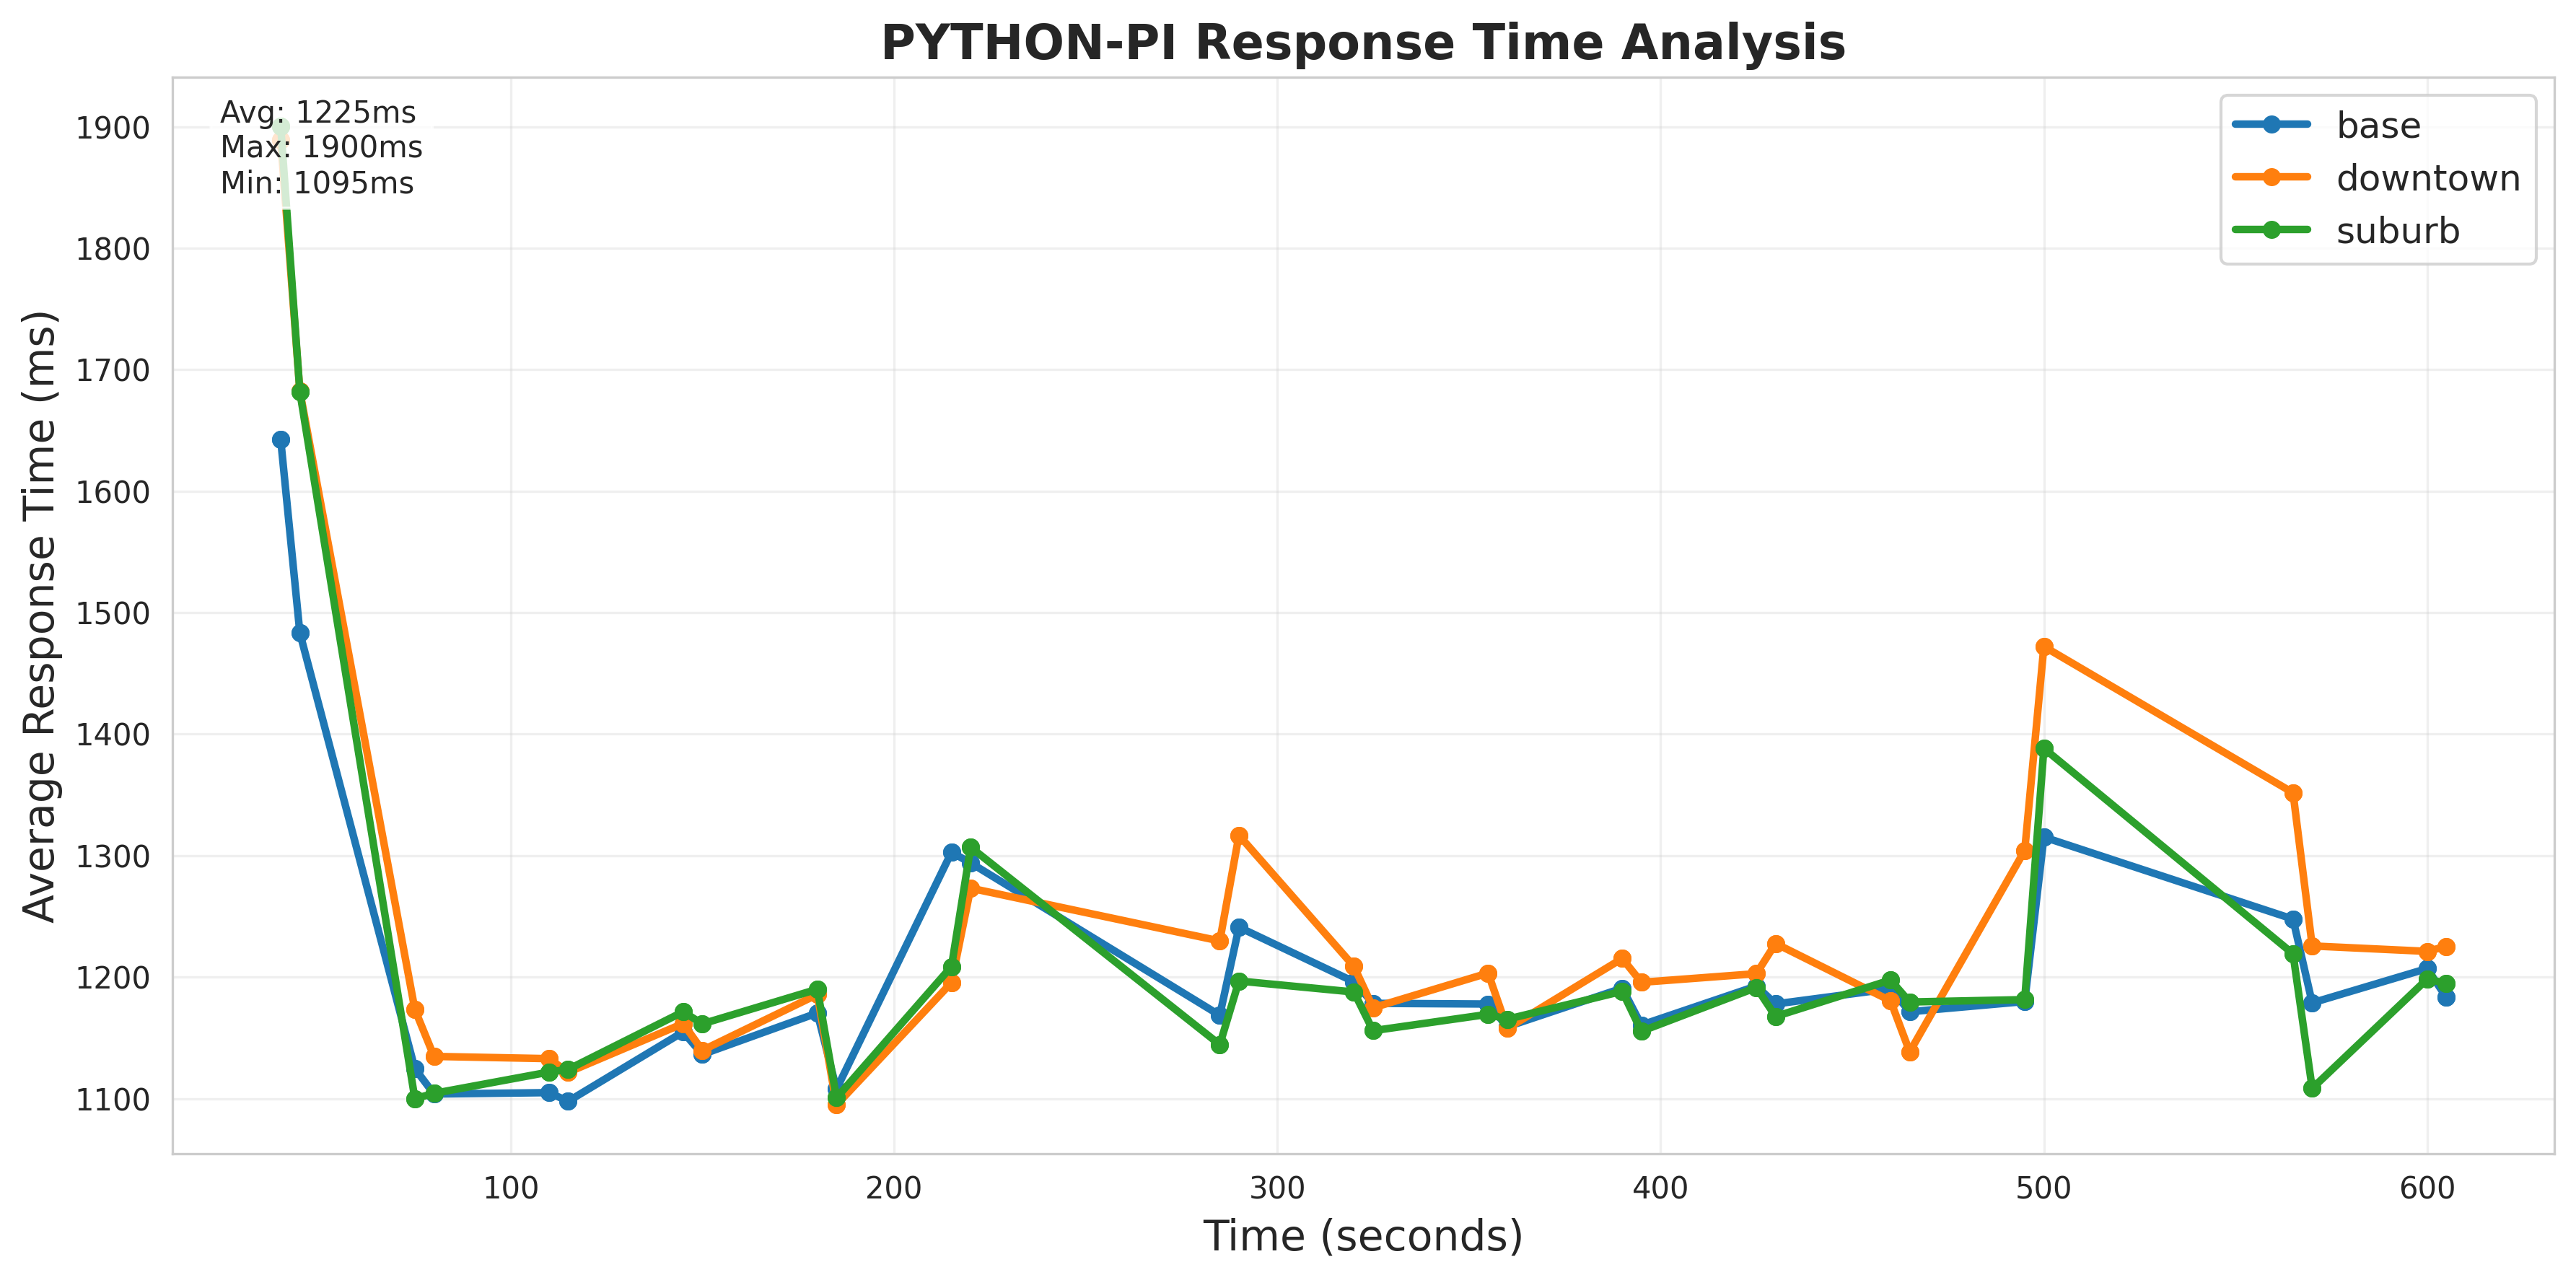 PYTHON-PI Response Time Analysis
Avg: 1225ms
Max: 1900ms
Min: 1095ms
base
downtown
suburb
Average Response Time (ms)
1900
1800
1700
1600
1500
1400
1300
1200
1100
100 200 300 400 500 600
Time (seconds)